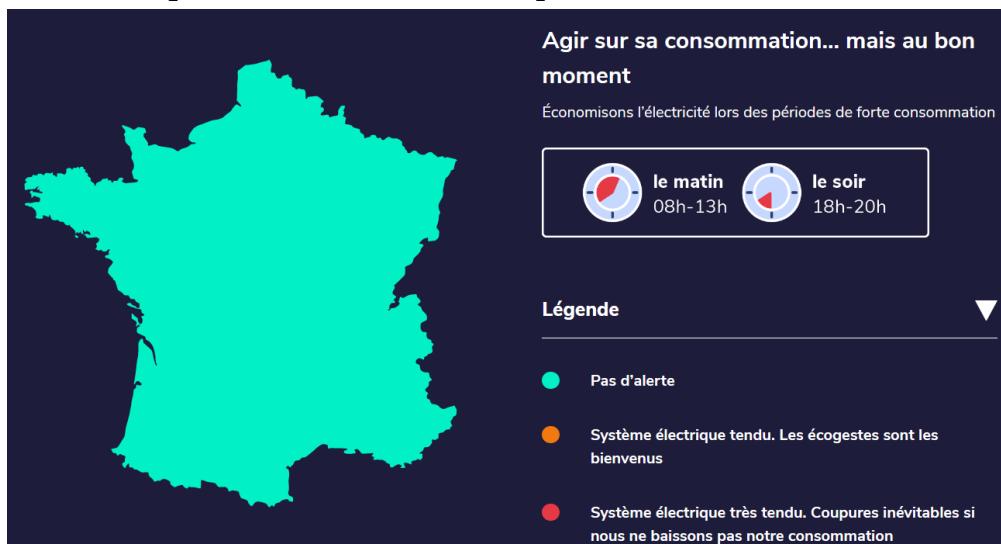 Agir sur sa consommation... mais au bon
moment
Économisons l'électricité lors des périodes de forte consommation
le matin
08h-13h
le soir
18h-20h
Légende
Pas d'alerte
Système électrique tendu. Les écogestes sont les
bienvenus
Système électrique très tendu. Coupures inévitables si
nous ne baissons pas notre consommation